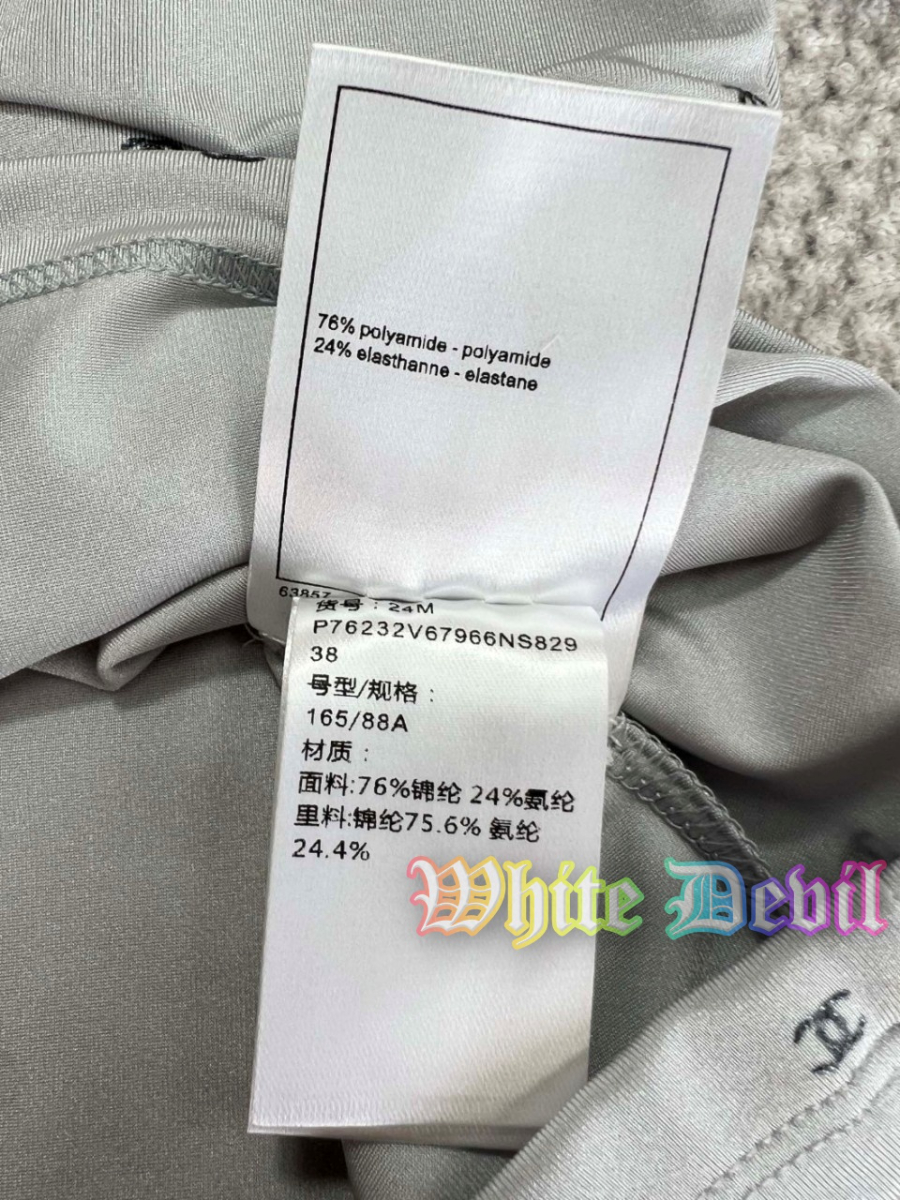 76% polyamide - polyamide
24% elasthanne - elastane
63857
货号：24M
P76232V67966NS829
38
号型/规格：
165/88A
材质：
面料:76%锦纶 24%氨纶
里料:锦纶75.6% 氨纶
24.4%
White Devil